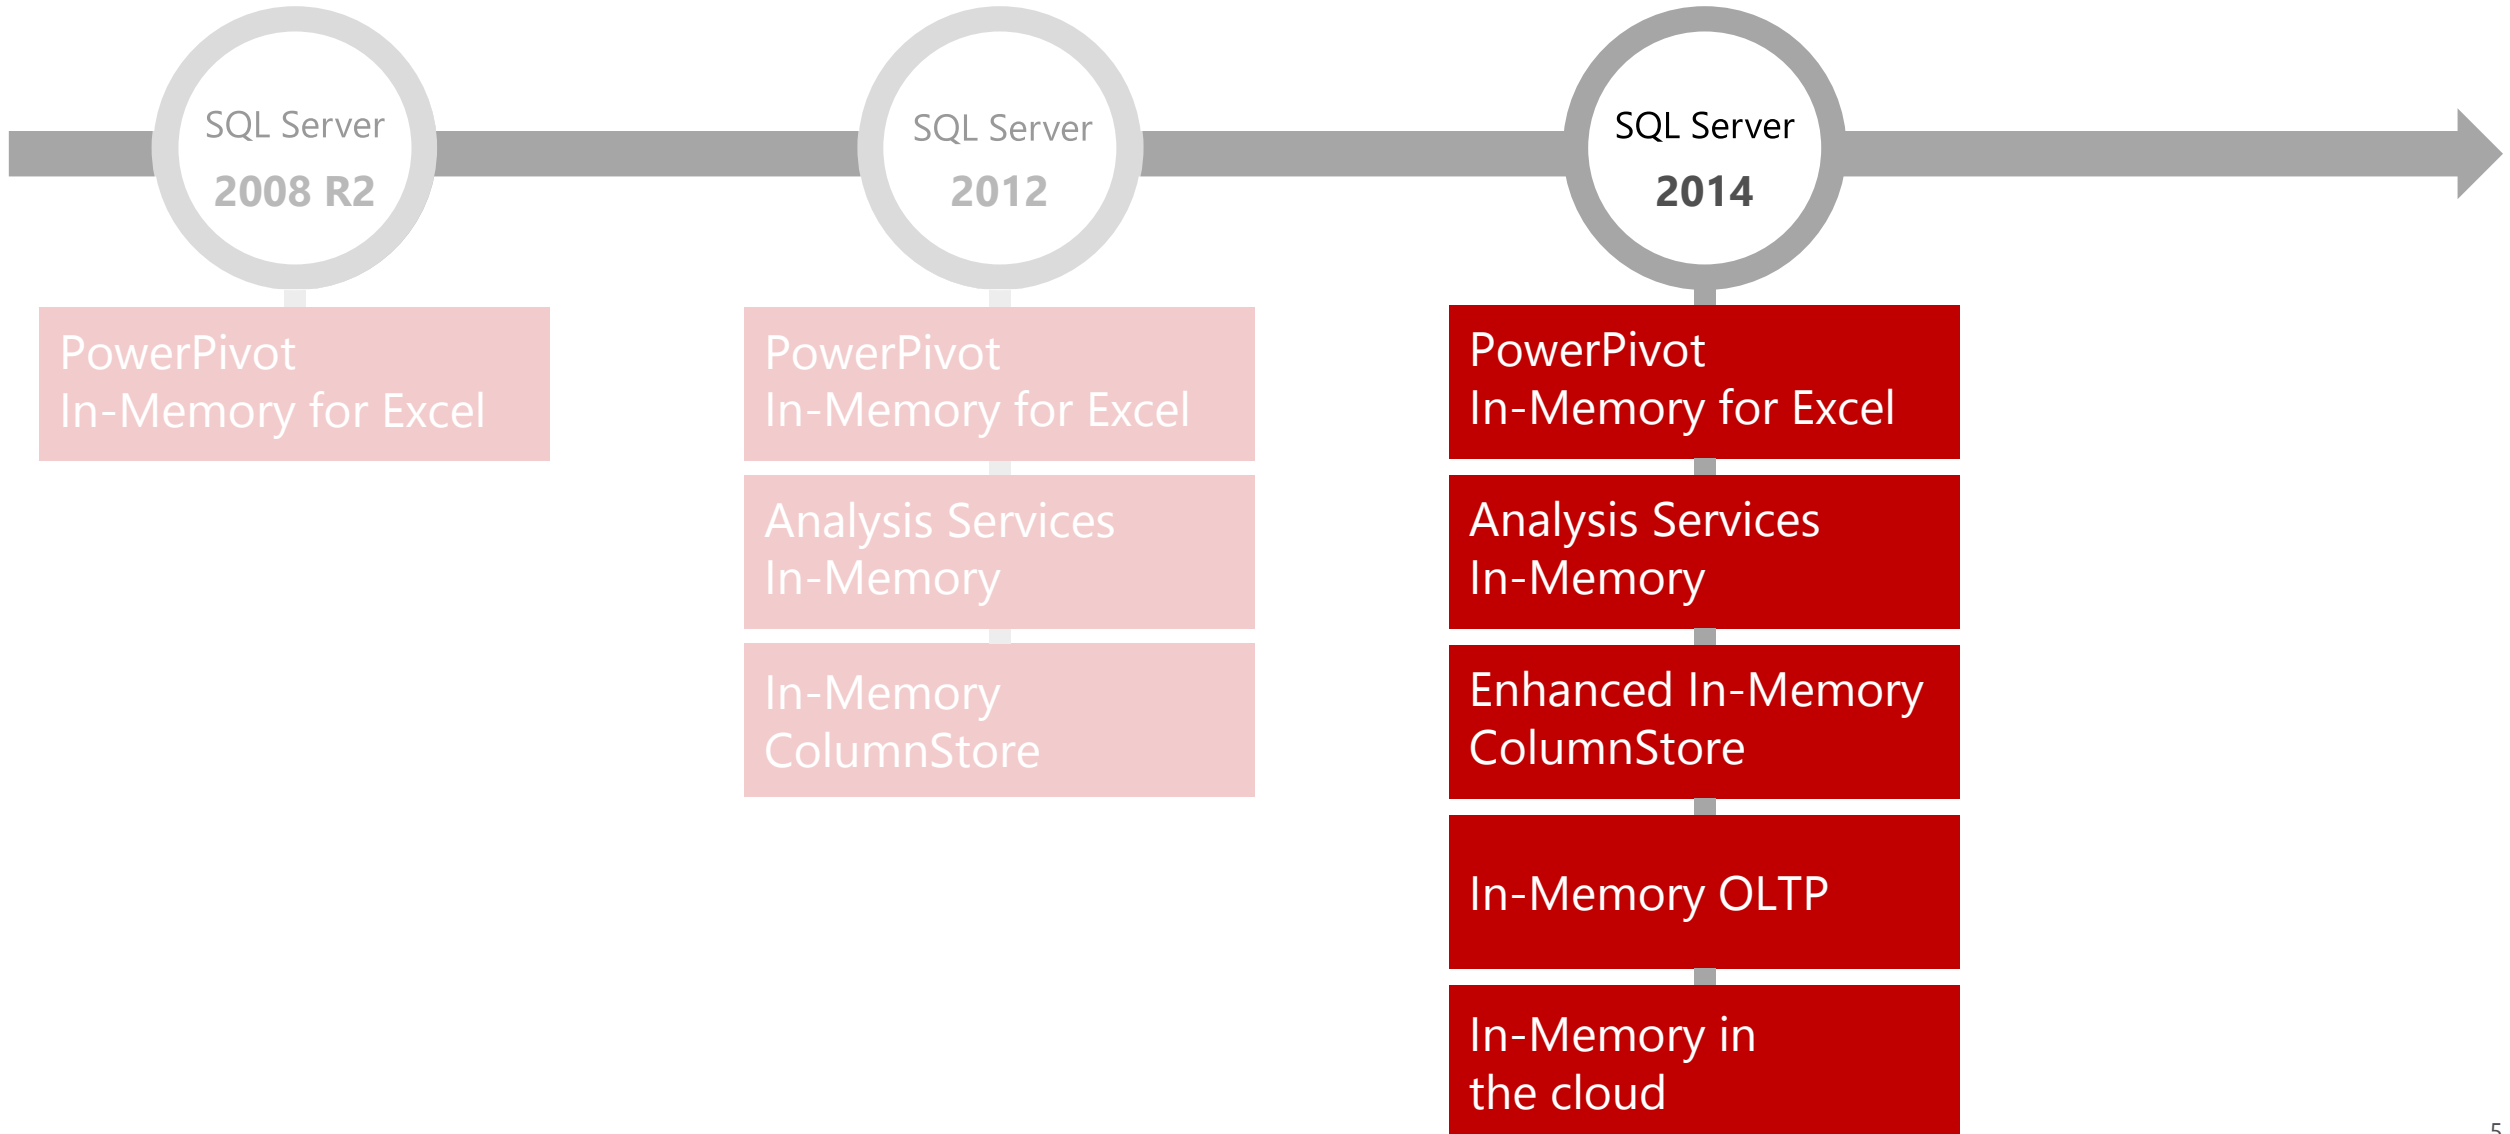 SQL Server
2008 R2
PowerPivot
In-Memory for Excel
SQL Server
2012
PowerPivot
In-Memory for Excel
Analysis Services
In-Memory
In-Memory
ColumnStore
SQL Server
2014
PowerPivot
In-Memory for Excel
Analysis Services
In-Memory
Enhanced In-Memory
ColumnStore
In-Memory OLTP
In-Memory in
the cloud
5